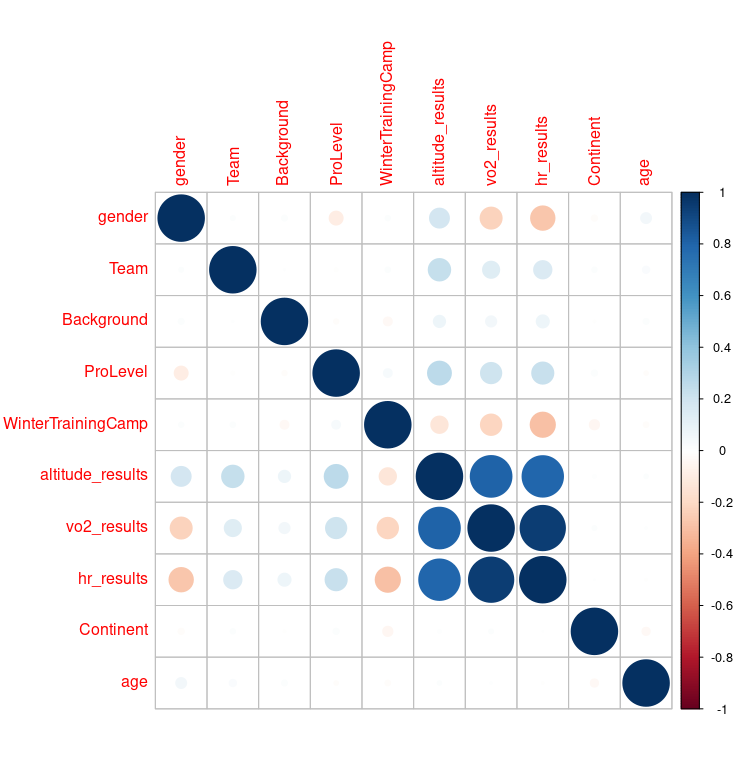 gender
Team
Background
ProLevel
WinterTrainingCamp
altitude_results
vo2_results
hr_results
Continent
age
gender
Team
Background
ProLevel
WinterTrainingCamp
altitude_results
vo2_results
hr_results
Continent
age
1
0.8
0.6
0.4
0.2
0
-0.2
-0.4
-0.6
-0.8
-1